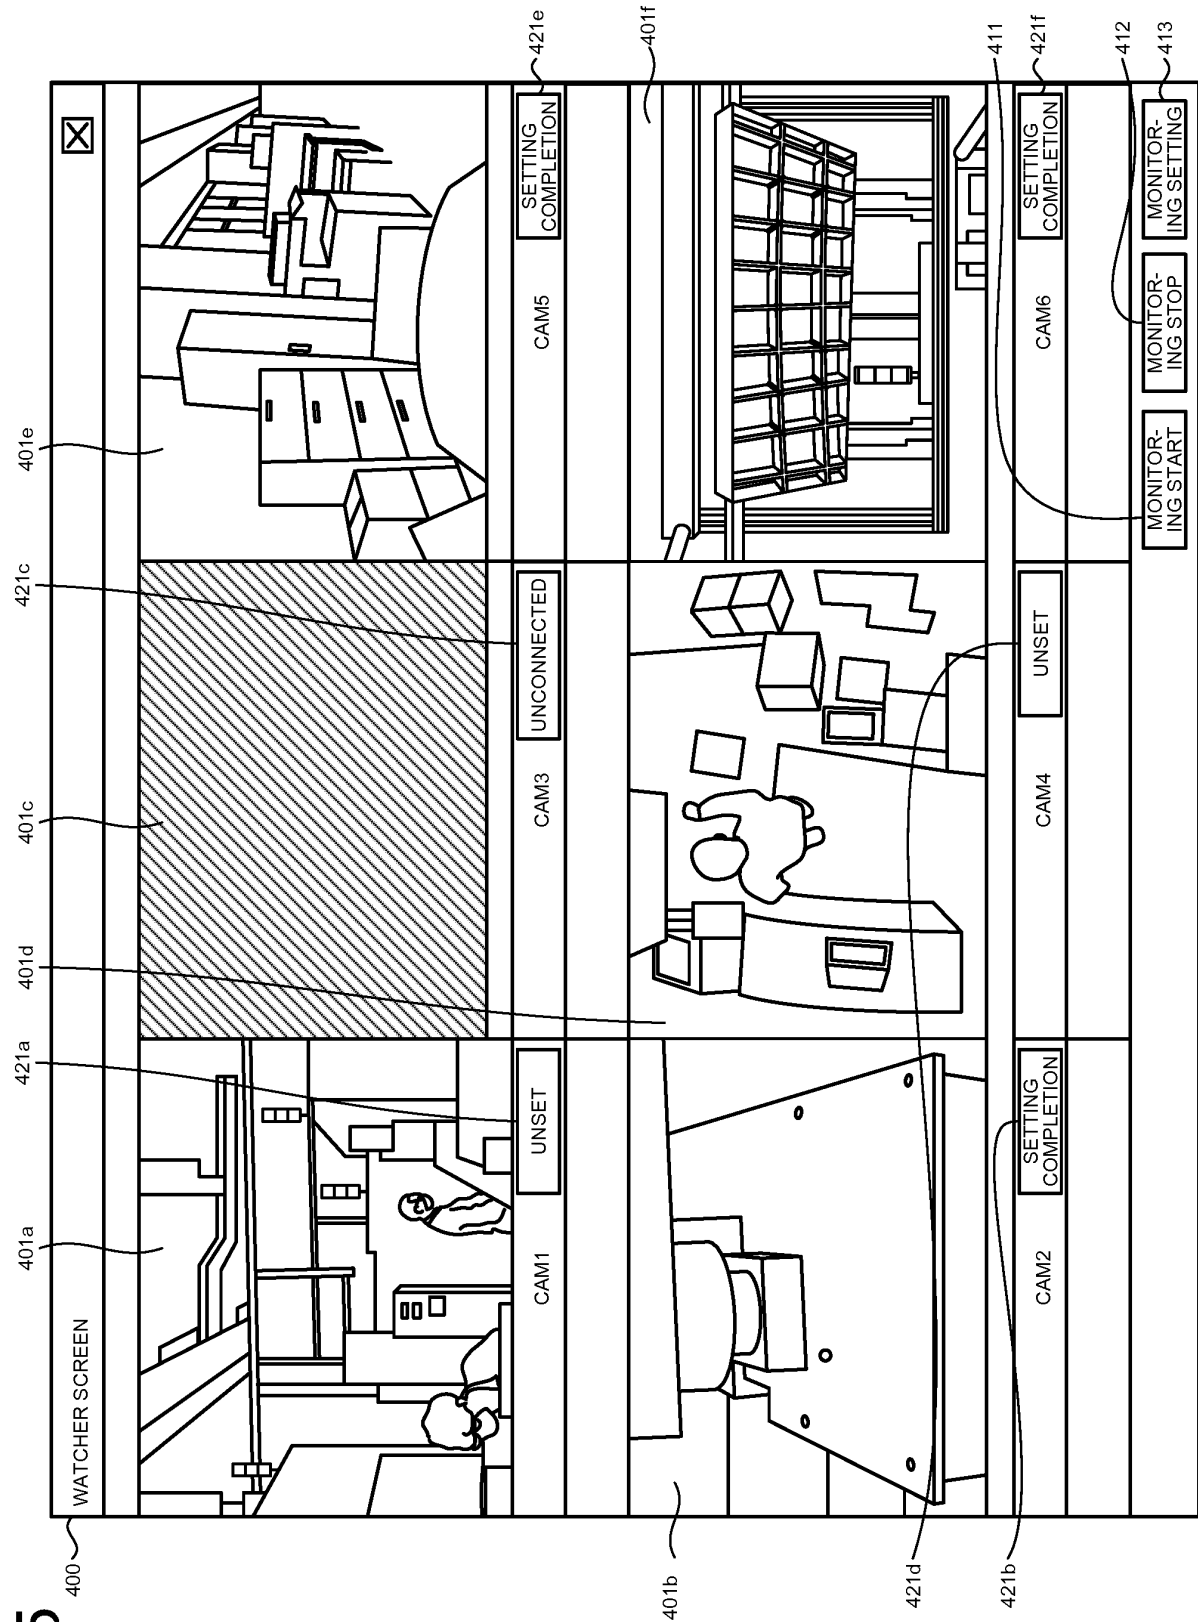 5
401a
421a
401d
401c
421c
401e
400
WATCHER SCREEN
CAM1
UNSET
CAM3
UNCONNECTED
CAM5
SETTING
COMPLETION
421e
401f
401b
421d
411
421b
CAM2
SETTING
COMPLETION
CAM4
UNSET
CAM6
SETTING
COMPLETION
421f
412
MONITOR-
ING START
MONITOR-
ING STOP
MONITOR-
ING SETTING
413